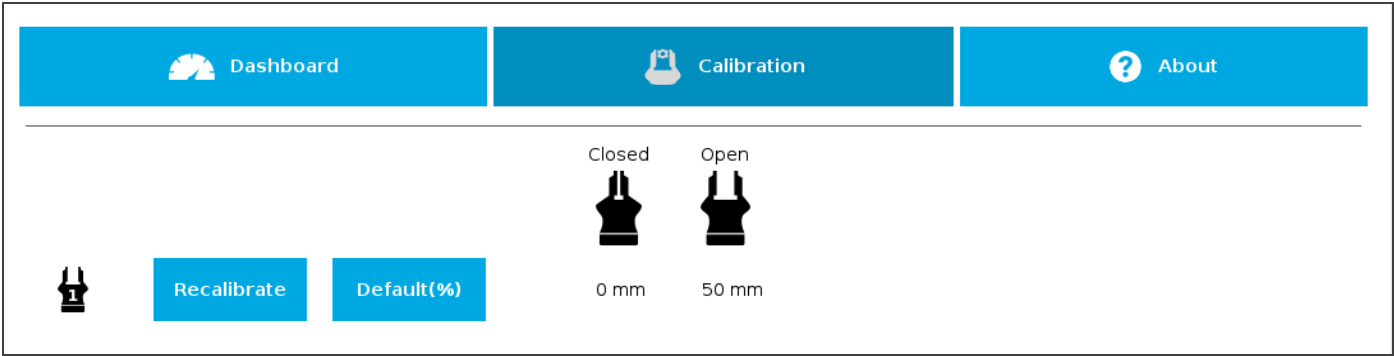 Dashboard
Calibration
About
Closed Open
1
Recalibrate
Default(%)
0 mm 50 mm